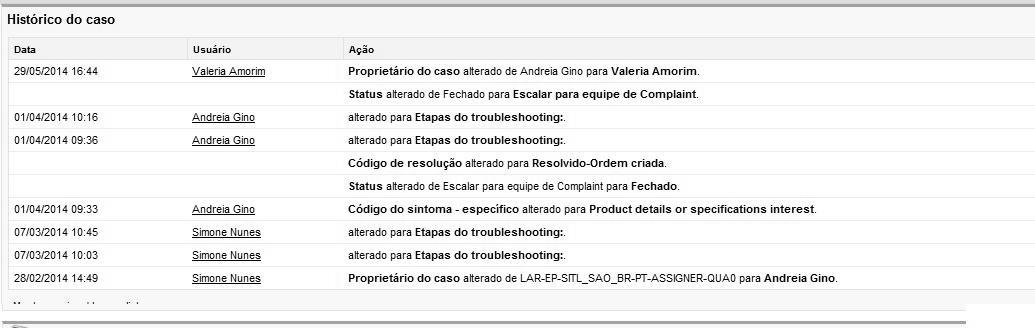 Histórico do caso
Data Usuário Ação
29/05/2014 16:44 Valeria Amorim Proprietário do caso alterado de Andreia Gino para Valeria Amorim.
Status alterado de Fechado para Escalar para equipe de Complaint.
01/04/2014 10:16 Andreia Gino alterado para Etapas do troubleshooting:.
01/04/2014 09:36 Andreia Gino alterado para Etapas do troubleshooting:.
Código de resolução alterado para Resolvido-Ordem criada.
Status alterado de Escalar para equipe de Complaint para Fechado.
01/04/2014 09:33 Andreia Gino Código do sintoma - específico alterado para Product details or specifications interest.
07/03/2014 10:45 Simone Nunes alterado para Etapas do troubleshooting:.
07/03/2014 10:03 Simone Nunes alterado para Etapas do troubleshooting:.
28/02/2014 14:49 Simone Nunes Proprietário do caso alterado de LAR-EP-SITL_SAO_BR-PT-ASSIGNER-QUA0 para Andreia Gino.